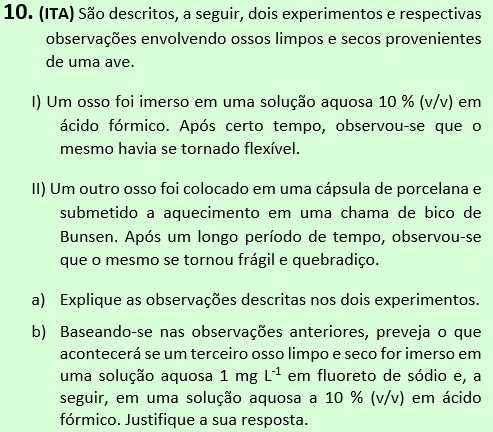 10. (ITA) São descritos, a seguir, dois experimentos e respectivas
observações envolvendo ossos limpos e secos provenientes
de uma ave.
I) Um osso foi imerso em uma solução aquosa 10 % (v/v) em
ácido fórmico. Após certo tempo, observou-se que o
mesmo havia se tornado flexível.
II) Um outro osso foi colocado em uma cápsula de porcelana e
submetido a aquecimento em uma chama de bico de
Bunsen. Após um longo período de tempo, observou-se
que o mesmo se tornou frágil e quebradiço.
a) Explique as observações descritas nos dois experimentos.
b) Baseando-se nas observações anteriores, preveja o que
acontecerá se um terceiro osso limpo e seco for imerso em
uma solução aquosa 1 mg L⁻¹ em fluoreto de sódio e, a
seguir, em uma solução aquosa a 10 % (v/v) em ácido
fórmico. Justifique a sua resposta.